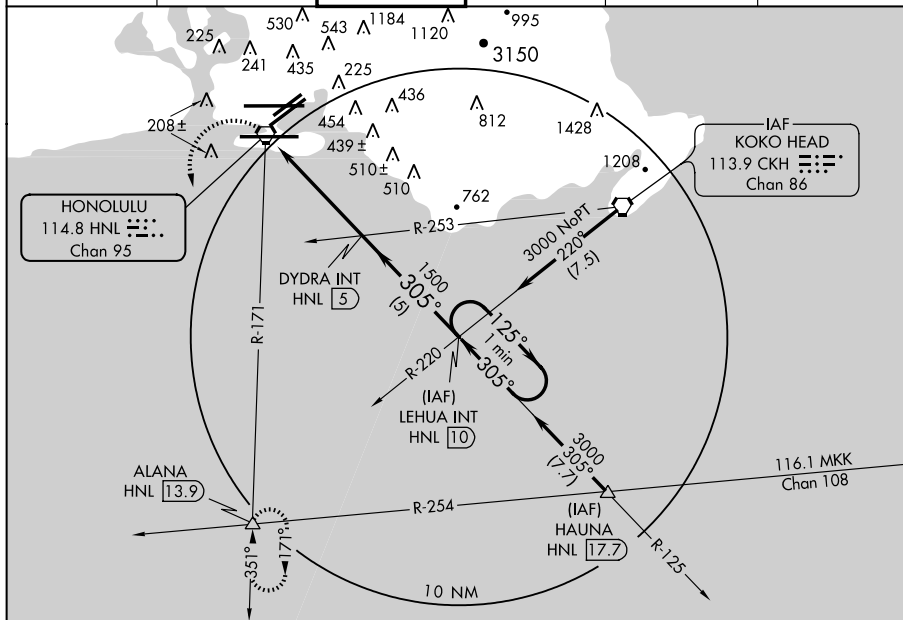 530
1184
1120
995
225
241
435
543
3150
225
208±
454
436
439±
510±
510
812
1428
1208
762
IAF
KOKO HEAD
113.9 CKH
Chan 86
HONOLULU
114.8 HNL
Chan 95
R-253
3000 NoPT
220°
(7.5)
DYDRA INT
HNL 5
1500
305°
(5)
R-171
R-220
125°
1 min
305°
(IAF)
LEHUA INT
HNL 10
3000
305°
(7.7)
116.1 MKK
Chan 108
ALANA
HNL 13.9
R-254
(IAF)
HAUNA
HNL 17.7
R-125
351°
171°
10 NM